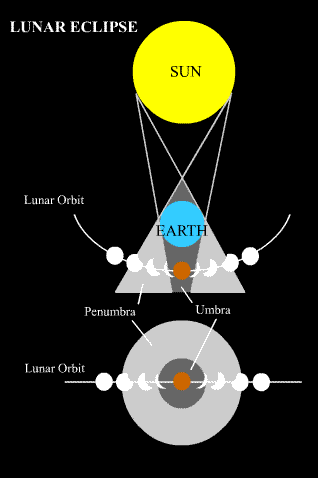 LUNAR ECLIPSE
SUN
Lunar Orbit
EARTH
Penumbra
Umbra
Lunar Orbit